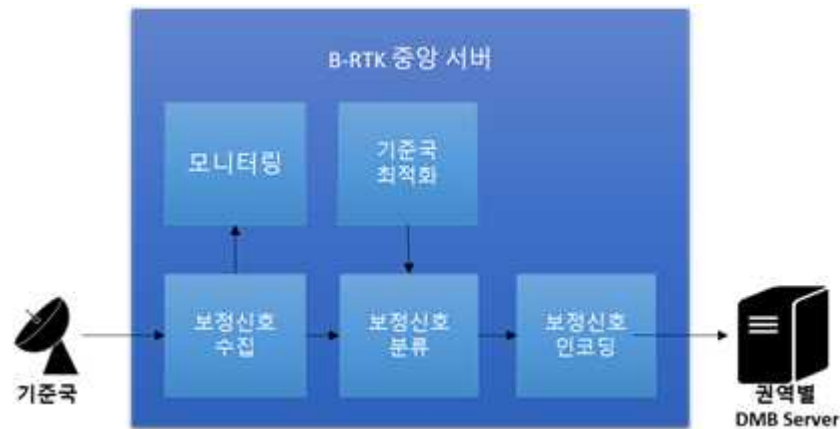 B-RTK 중앙 서버
모니터링
기준국
최적화
보정신호
수집
보정신호
분류
보정신호
인코딩
기준국
권역별
DMB Server